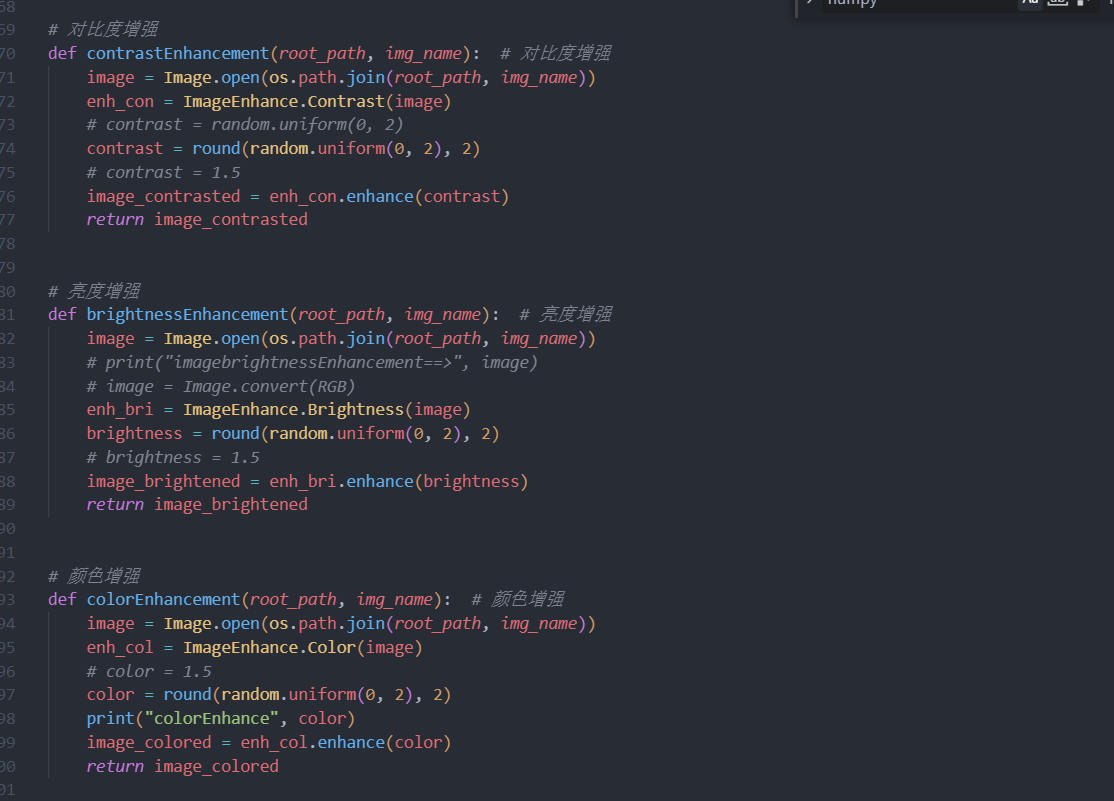 numpy
68
69 # 对比度增强
70 def contrastEnhancement(root_path, img_name):  # 对比度增强
71     image = Image.open(os.path.join(root_path, img_name))
72     enh_con = ImageEnhance.Contrast(image)
73     # contrast = random.uniform(0, 2)
74     contrast = round(random.uniform(0, 2), 2)
75     # contrast = 1.5
76     image_contrasted = enh_con.enhance(contrast)
77     return image_contrasted
78
79
80 # 亮度增强
81 def brightnessEnhancement(root_path, img_name):  # 亮度增强
82     image = Image.open(os.path.join(root_path, img_name))
83     # print("imagebrightnessEnhancement==>", image)
84     # image = Image.convert(RGB)
85     enh_bri = ImageEnhance.Brightness(image)
86     brightness = round(random.uniform(0, 2), 2)
87     # brightness = 1.5
88     image_brightened = enh_bri.enhance(brightness)
89     return image_brightened
90
91
92 # 颜色增强
93 def colorEnhancement(root_path, img_name):  # 颜色增强
94     image = Image.open(os.path.join(root_path, img_name))
95     enh_col = ImageEnhance.Color(image)
96     # color = 1.5
97     color = round(random.uniform(0, 2), 2)
98     print("colorEnhance", color)
99     image_colored = enh_col.enhance(color)
00     return image_colored
01